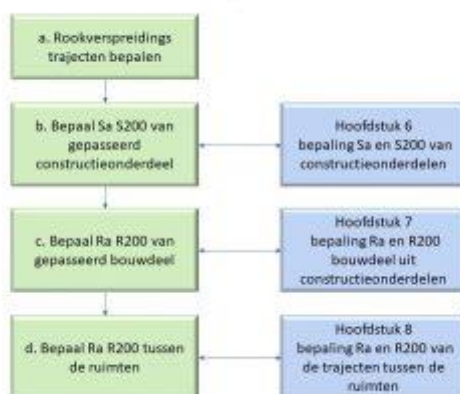 a. Rookverspreidings
trajecten bepalen
b. Bepaal Sa S200 van
gepasseerd
constructieonderdeel
Hoofdstuk 6
bepaling Sa en S200 van
constructieonderdelen
c. Bepaal Ra R200 van
gepasseerd bouwdeel
Hoofdstuk 7
bepaling Ra en R200
bouwdeel uit
constructieonderdelen
d. Bepaal Ra R200 tussen
de ruimten
Hoofdstuk 8
bepaling Ra en R200 van
de trajecten tussen de
ruimten